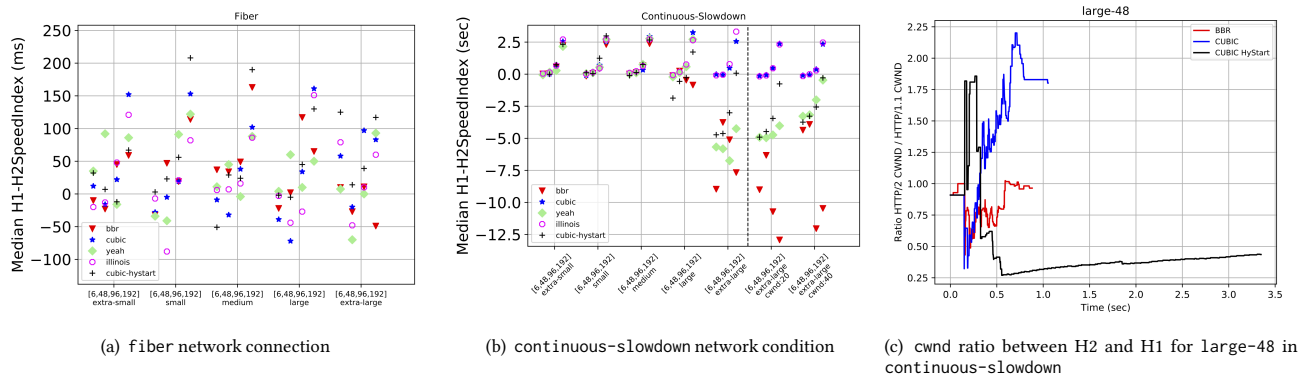 Fiber
Median H1-H2SpeedIndex (ms)
250
200
150
100
50
0
−50
−100
bbr
cubic
yeah
illinois
cubic-hystart
[6,48,96,192] [6,48,96,192] [6,48,96,192] [6,48,96,192] [6,48,96,192]
extra-small small medium large extra-large
(a) fiber network connection
Continuous-Slowdown
Median H1-H2SpeedIndex (sec)
2.5
0.0
−2.5
−5.0
−7.5
−10.0
−12.5
bbr
cubic
yeah
illinois
cubic-hystart
[6,48,96,192]
extra-small
[6,48,96,192]
small
[6,48,96,192]
medium
[6,48,96,192]
large
[6,48,96,192]
extra-large
[6,48,96,192]
extra-large
cwnd:20
[6,48,96,192]
extra-large
cwnd:40
(b) continuous-slowdown network condition
large-48
Ratio HTTP/2 CWND / HTTP/1.1 CWND
2.25
2.00
1.75
1.50
1.25
1.00
0.75
0.50
0.25
BBR
CUBIC
CUBIC HyStart
0.0 0.5 1.0 1.5 2.0 2.5 3.0 3.5
Time (sec)
(c) cwnd ratio between H2 and H1 for large-48 in
continuous-slowdown